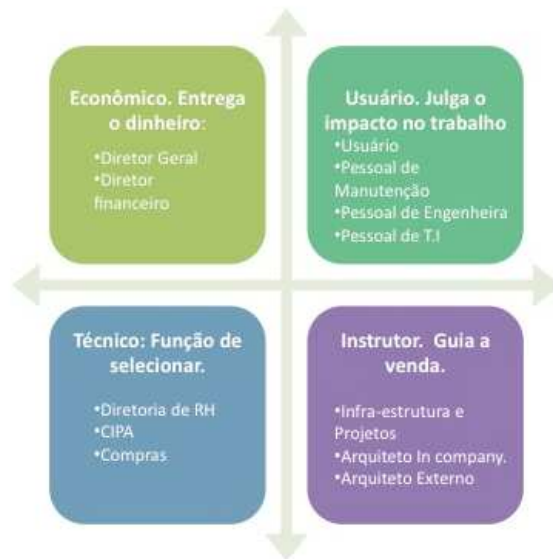 Econômico. Entrega
o dinheiro:
•Diretor Geral
•Diretor
financeiro
Usuário. Julga o
impacto no trabalho
•Usuário
•Pessoal de
Manutenção
•Pessoal de Engenheira
•Pessoal de T.I
Técnico: Função de
selecionar.
•Diretoria de RH
•CIPA
•Compras
Instrutor. Guia a
venda.
•Infra-estrutura e
Projetos
•Arquiteto In company.
•Arquiteto Externo